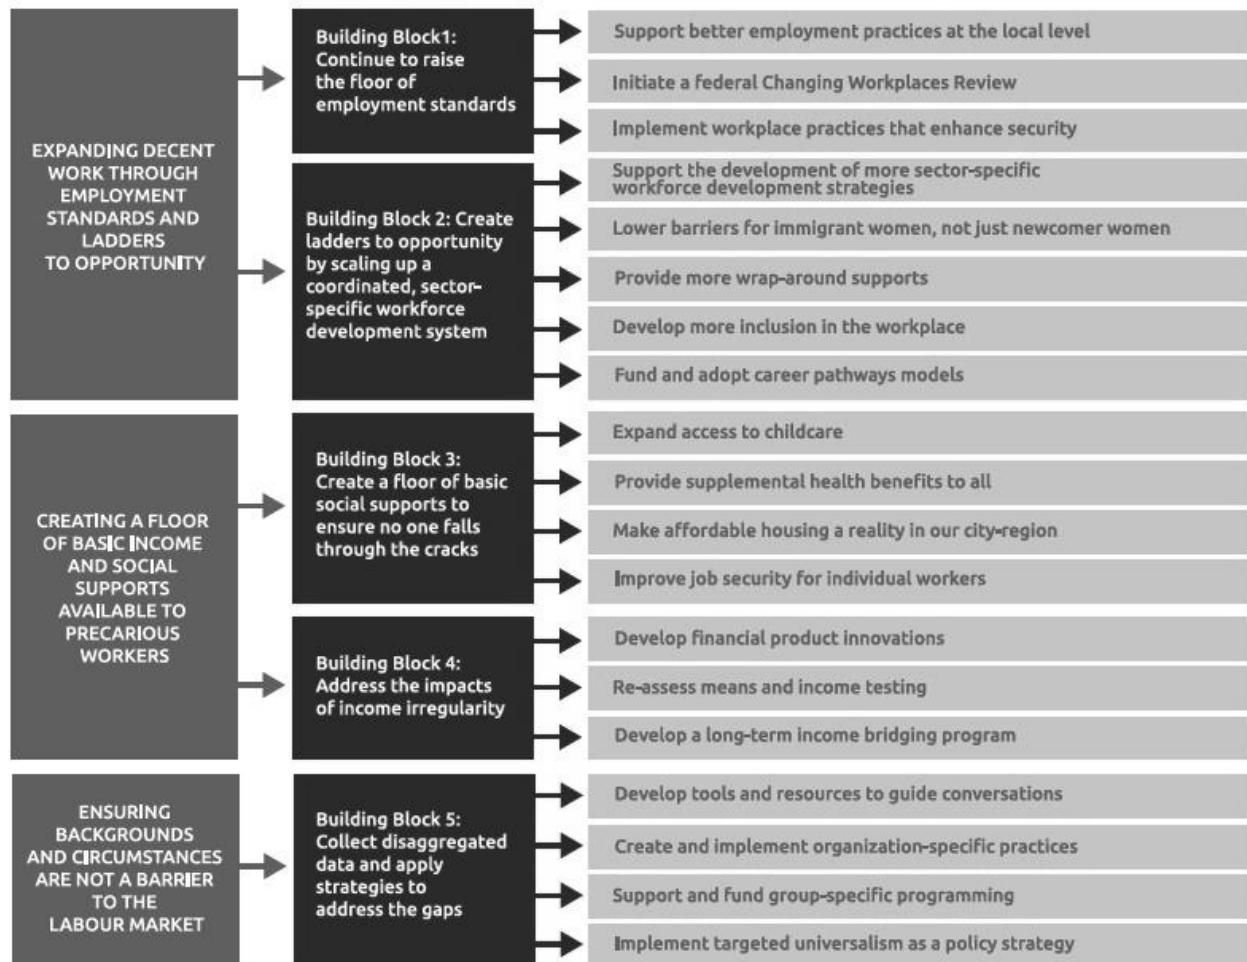 EXPANDING DECENT
WORK THROUGH
EMPLOYMENT
STANDARDS AND
LADDERS
TO OPPORTUNITY
Building Block1:
Continue to raise
the floor of
employment standards
Support better employment practices at the local level
Initiate a federal Changing Workplaces Review
Implement workplace practices that enhance security
Building Block 2: Create
ladders to opportunity
by scaling up a
coordinated, sector-
specific workforce
development system
Support the development of more sector-specific
workforce development strategies
Lower barriers for immigrant women, not just newcomer women
Provide more wrap-around supports
Develop more inclusion in the workplace
Fund and adopt career pathways models
CREATING A FLOOR
OF BASIC INCOME
AND SOCIAL
SUPPORTS
AVAILABLE TO
PRECARIOUS
WORKERS
Building Block 3:
Create a floor of basic
social supports to
ensure no one falls
through the cracks
Expand access to childcare
Provide supplemental health benefits to all
Make affordable housing a reality in our city-region
Improve job security for individual workers
Building Block 4:
Address the impacts
of income irregularity
Develop financial product innovations
Re-assess means and income testing
Develop a long-term income bridging program
ENSURING
BACKGROUNDS
AND CIRCUMSTANCES
ARE NOT A BARRIER
TO THE
LABOUR MARKET
Building Block 5:
Collect disaggregated
data and apply
strategies to
address the gaps
Develop tools and resources to guide conversations
Create and implement organization-specific practices
Support and fund group-specific programming
Implement targeted universalism as a policy strategy